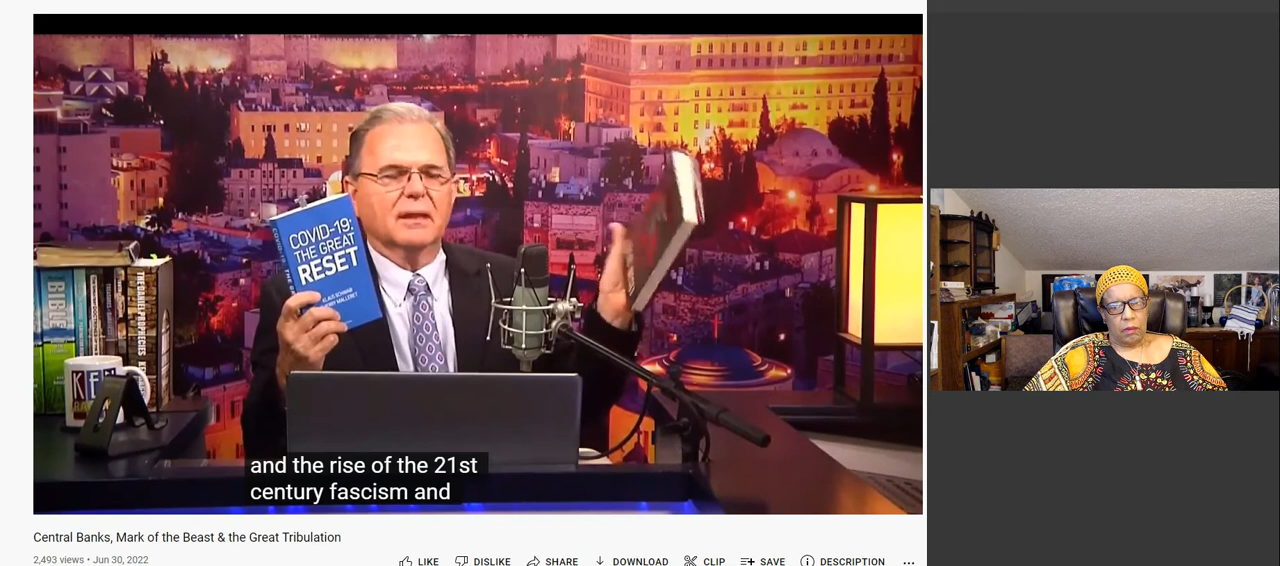 COVID-19:
THE GREAT
RESET
KLAUS SCHWAB
THIERRY MALLERET
BIBLE
and the rise of the 21st
century fascism and
Central Banks, Mark of the Beast & the Great Tribulation
2,493 views • Jun 30, 2022
LIKE
DISLIKE
SHARE
DOWNLOAD
CLIP
SAVE
DESCRIPTION